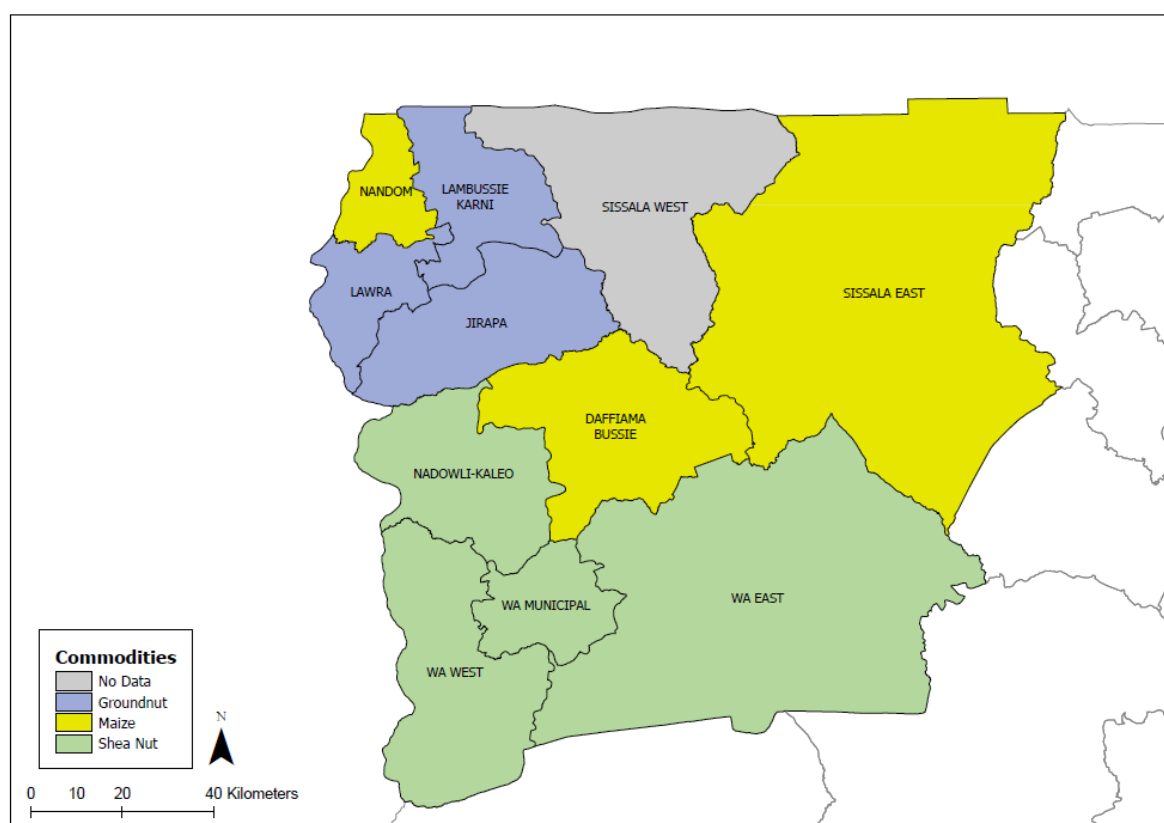 NANDOM
LAMBUSSIE
KARNI
SISSALA WEST
LAWRA
SISSALA EAST
JIRAPA
DAFFIAMA
BUSSIE
NADOWLI-KALEO
WA MUNICIPAL
WA EAST
WA WEST
Commodities
No Data
Groundnut
Maize
Shea Nut
N
0 10 20 40 Kilometers